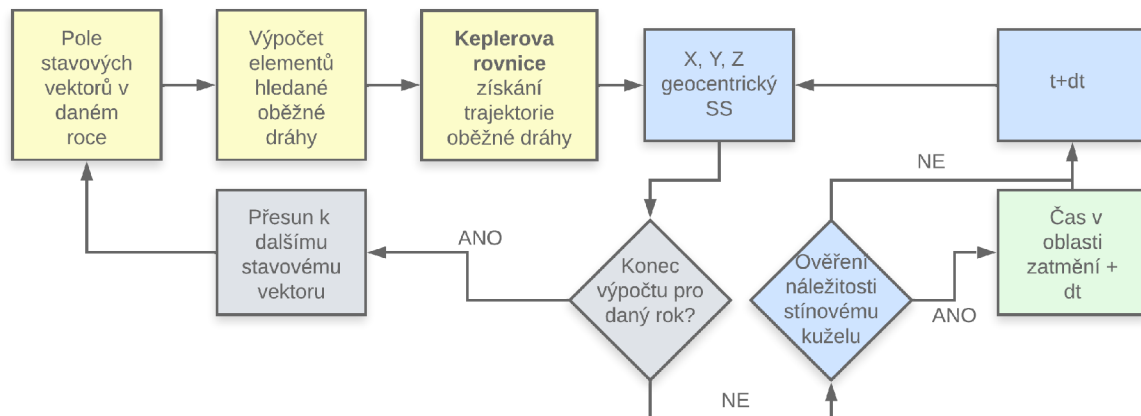 Pole
stavových
vektorů v
daném
roce
Výpočet
elementů
hledané
oběžné
dráhy
Keplerova
rovnice
získání
trajektorie
oběžné dráhy
X, Y, Z
geocentrický
SS
t+dt
NE
Přesun k
dalšímu
stavovému
vektoru
ANO
Konec
výpočtu pro
daný rok?
Ověření
náležitosti
stínovému
kuželu
Čas v
oblasti
zatmění +
dt
ANO
NE